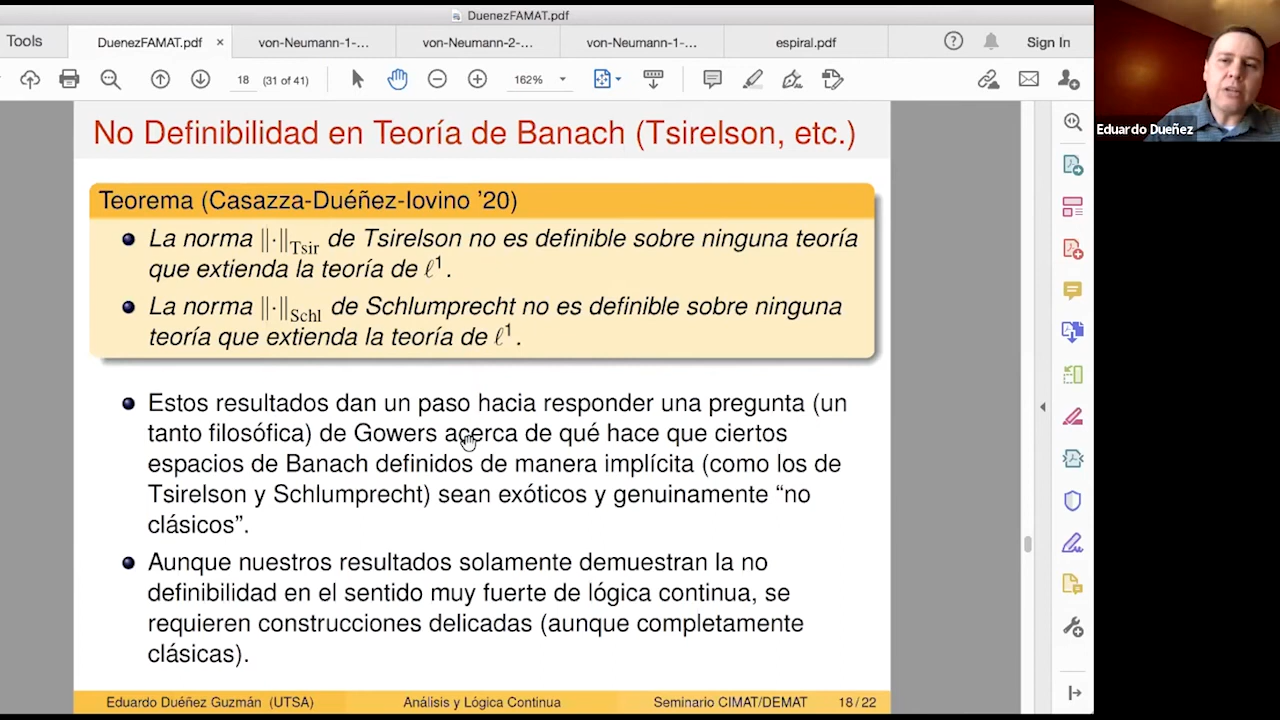 DuenezFAMAT.pdf
Tools
DuenezFAMAT.pdf ×
von-Neumann-1-...
von-Neumann-2-...
von-Neumann-1-...
espiral.pdf
Sign In
18 (31 of 41)
162%
Eduardo Dueñez
No Definibilidad en Teoría de Banach (Tsirelson, etc.)
Teorema (Casazza-Duéñez-Iovino ’20)
La norma ‖·‖Tsir de Tsirelson no es definible sobre ninguna teoría
que extienda la teoría de ℓ¹.
La norma ‖·‖Schl de Schlumprecht no es definible sobre ninguna
teoría que extienda la teoría de ℓ¹.
Estos resultados dan un paso hacia responder una pregunta (un
tanto filosófica) de Gowers acerca de qué hace que ciertos
espacios de Banach definidos de manera implícita (como los de
Tsirelson y Schlumprecht) sean exóticos y genuinamente “no
clásicos”.
Aunque nuestros resultados solamente demuestran la no
definibilidad en el sentido muy fuerte de lógica continua, se
requieren construcciones delicadas (aunque completamente
clásicas).
Eduardo Duéñez Guzmán (UTSA)
Análisis y Lógica Continua
Seminario CIMAT/DEMAT
18 / 22